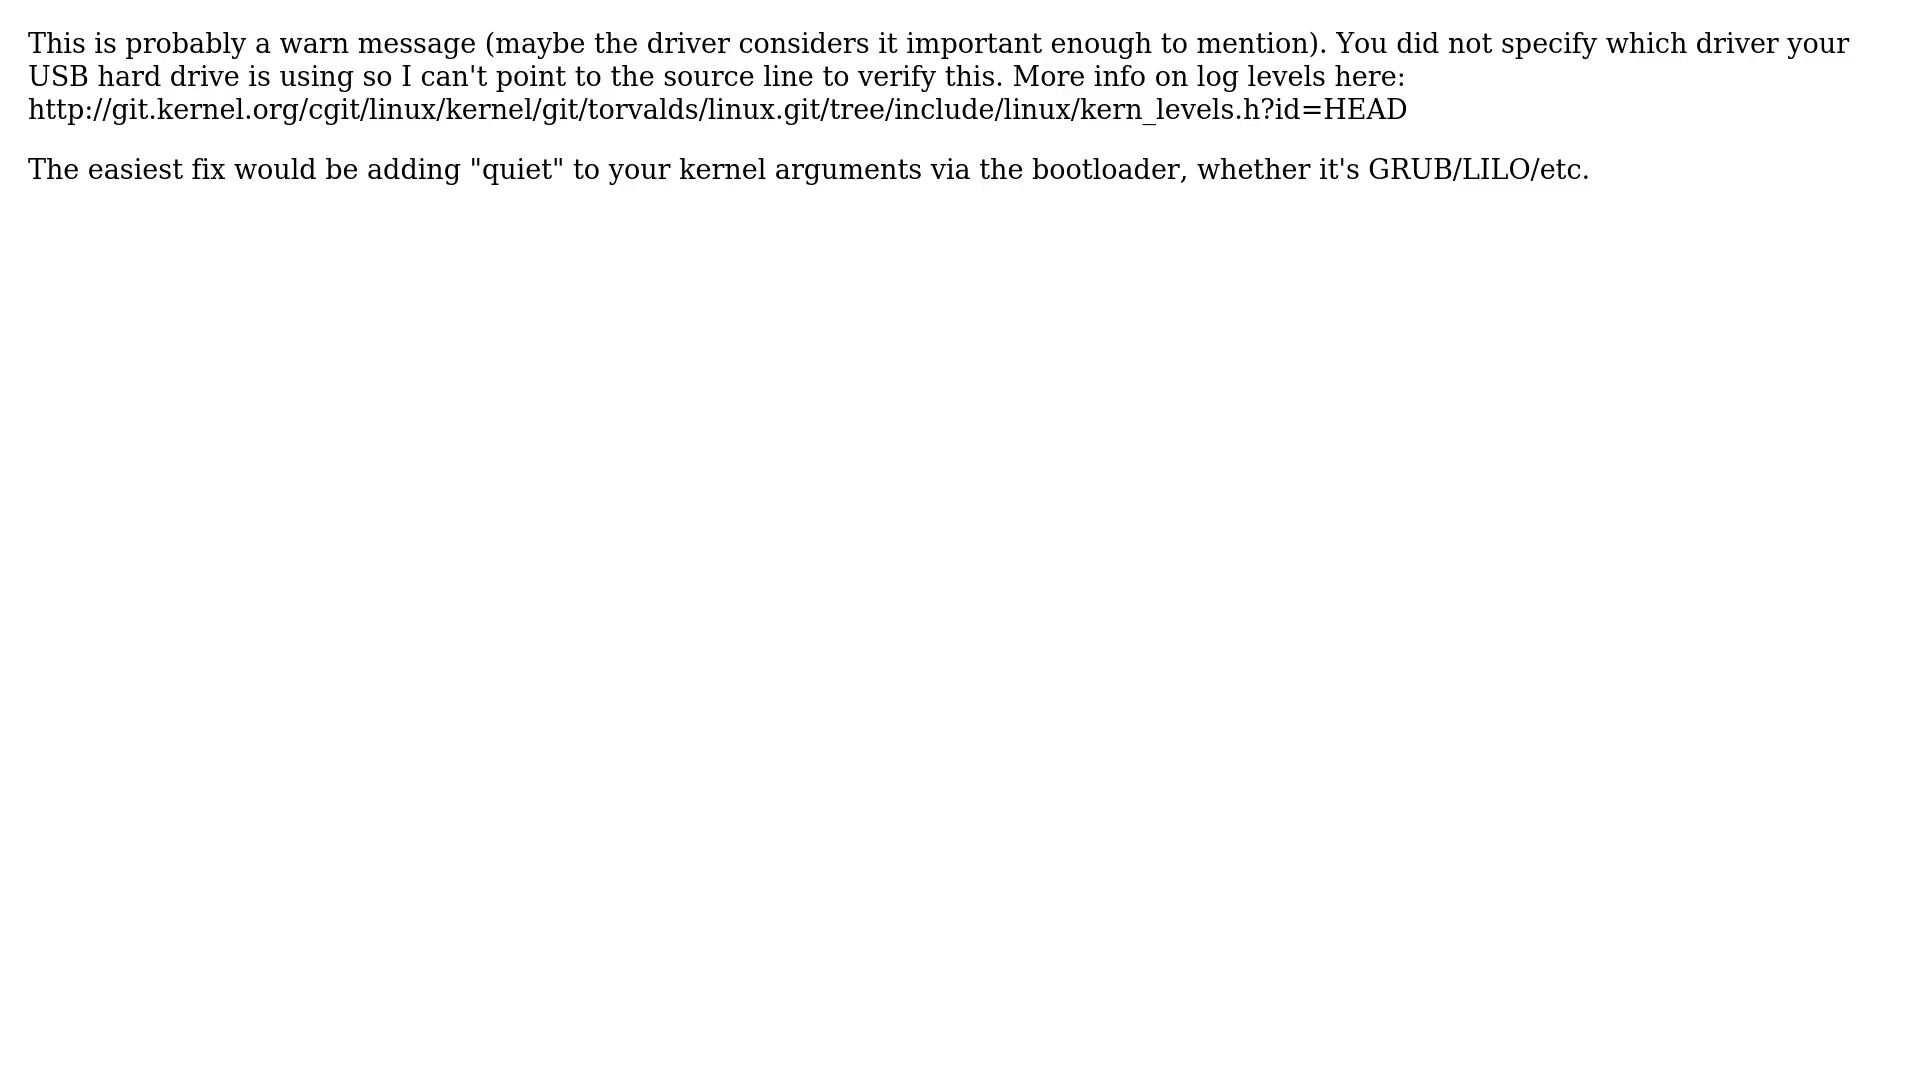 This is probably a warn message (maybe the driver considers it important enough to mention). You did not specify which driver your
USB hard drive is using so I can't point to the source line to verify this. More info on log levels here:
http://git.kernel.org/cgit/linux/kernel/git/torvalds/linux.git/tree/include/linux/kern_levels.h?id=HEAD
The easiest fix would be adding "quiet" to your kernel arguments via the bootloader, whether it's GRUB/LILO/etc.